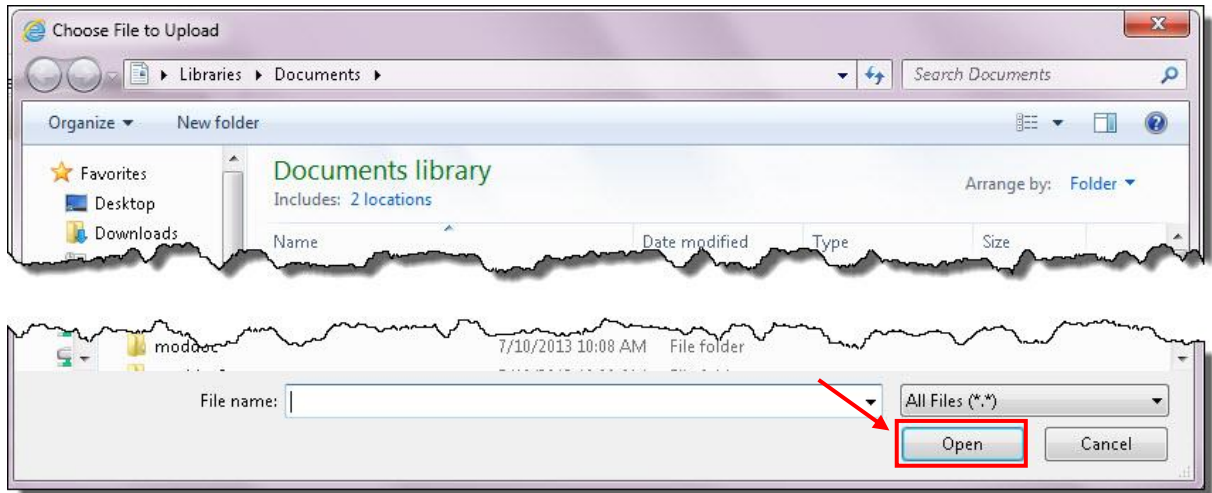 Choose File to Upload
Libraries Documents
Search Documents
Organize New folder
Favorites
Desktop
Downloads
Documents library
Includes: 2 locations
Arrange by: Folder
Name Date modified Type Size
moddoc 7/10/2013 10:08 AM File folder
File name: All Files (*.*)
Open Cancel